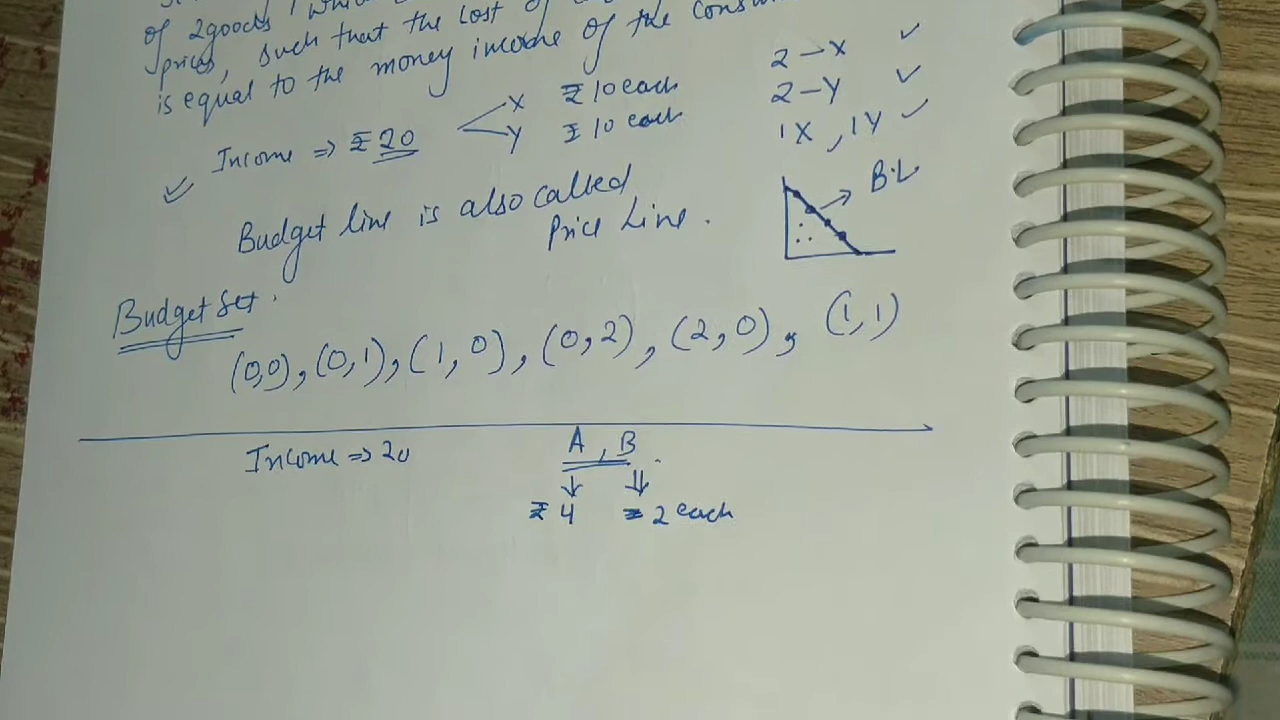 of 2goods, which
prices, such that the cost of
is equal to the money income of the
Income => ₹ 20
X ₹ 10 each
Y ₹ 10 each
2 - X ✓
2 - Y ✓
1X, 1Y ✓
Budget line is also called
Price Line.
B.L
Budget Set.
(0,0), (0,1), (1,0), (0,2), (2,0), (1,1)
Income => 20
A, B
₹ 4 ₹ 2 each